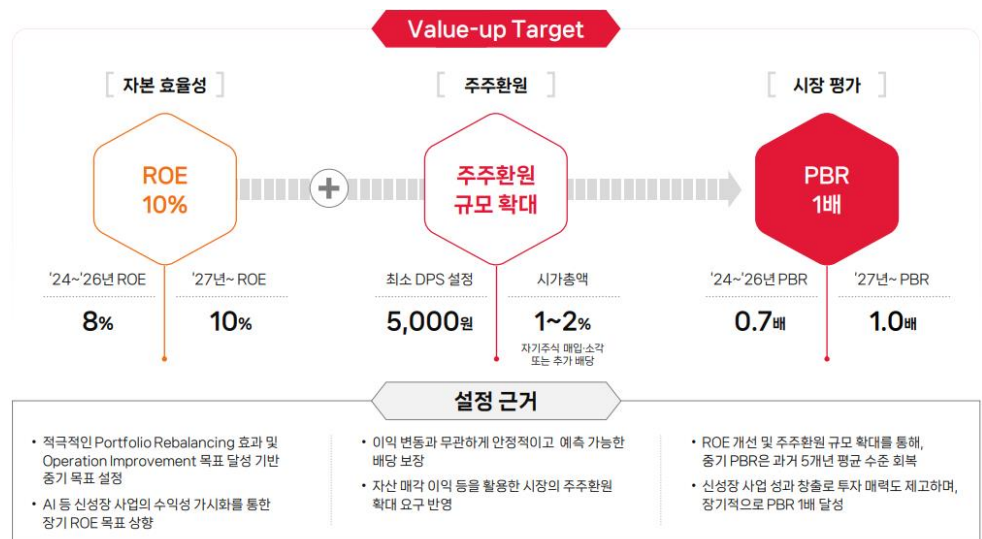 Value-up Target
자본 효율성
주주환원
시장 평가
ROE
10%
주주환원
규모 확대
PBR
1배
'24~'26년 ROE
'27년~ ROE
최소 DPS 설정
시가총액
'24~'26년 PBR
'27년~ PBR
8%
10%
5,000원
1~2%
0.7배
1.0배
자기주식 매입·소각
또는 추가 배당
설정 근거
• 적극적인 Portfolio Rebalancing 효과 및
Operation Improvement 목표 달성 기반
중기 목표 설정
• AI 등 신성장 사업의 수익성 가시화를 통한
장기 ROE 목표 상향
• 이익 변동과 무관하게 안정적이고 예측 가능한
배당 보장
• 자산 매각 이익 등을 활용한 시장의 주주환원
확대 요구 반영
• ROE 개선 및 주주환원 규모 확대를 통해,
중기 PBR은 과거 5개년 평균 수준 회복
• 신성장 사업 성과 창출로 투자 매력도 제고하며,
장기적으로 PBR 1배 달성